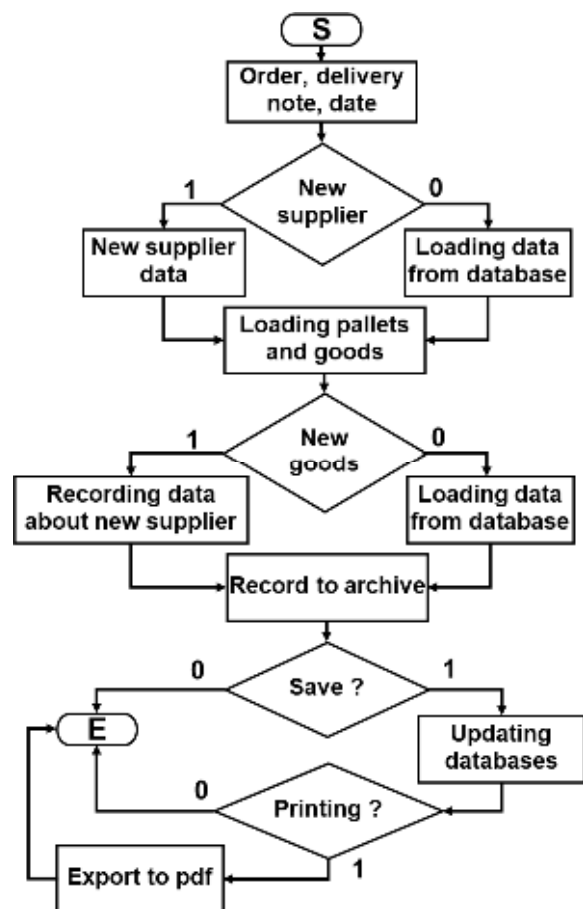 S
Order, delivery
note, date
1
New
supplier
0
New supplier
data
Loading data
from database
Loading pallets
and goods
1
New
goods
0
Recording data
about new supplier
Loading data
from database
Record to archive
0
Save ?
1
E
Updating
databases
0
Printing ?
1
Export to pdf